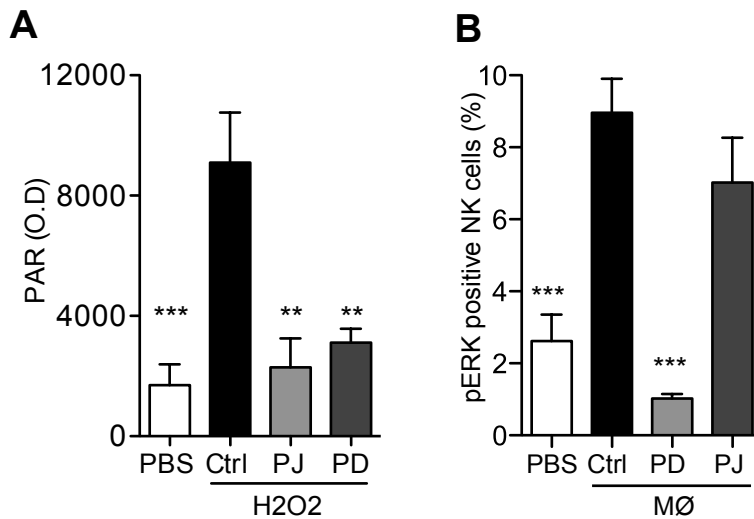 A
PAR (O.D)
12000
8000
4000
0
***
**
**
PBS Ctrl PJ PD
H2O2
B
pERK positive NK cells (%)
10
8
6
4
2
0
***
***
PBS Ctrl PD PJ
MØ